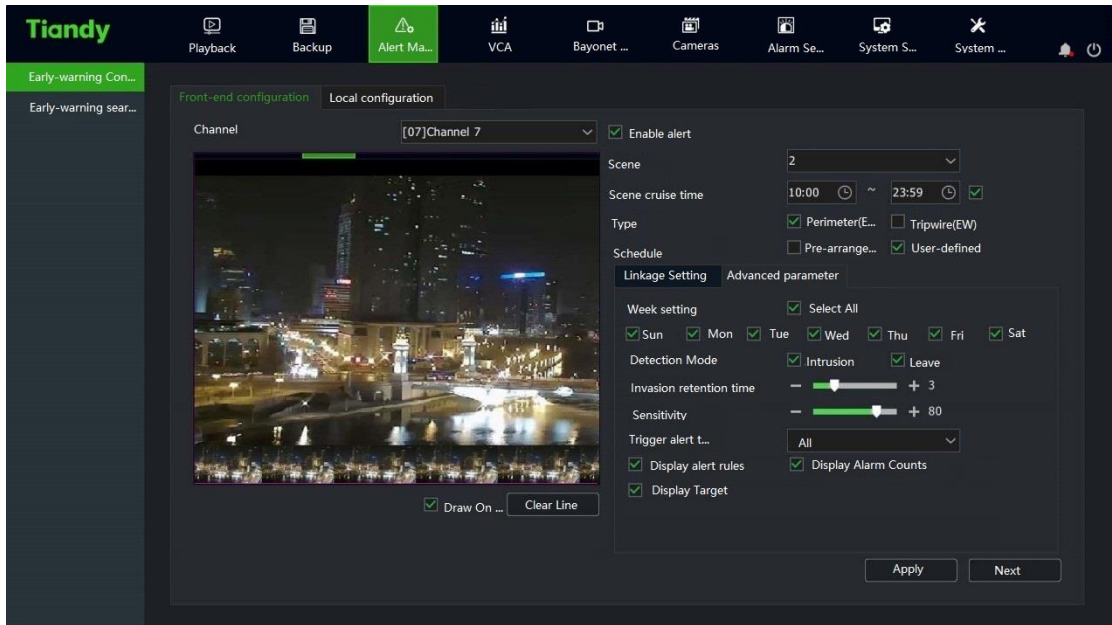 Tiandy
Playback
Backup
Alert Ma...
VCA
Bayonet ...
Cameras
Alarm Se...
System S...
System ...
Early-warning Con...
Early-warning sear...
Front-end configuration
Local configuration
Channel
[07]Channel 7
Enable alert
Scene
2
Scene cruise time
10:00 ~ 23:59
Type
Perimeter(E...
Tripwire(EW)
Schedule
Pre-arrange...
User-defined
Linkage Setting
Advanced parameter
Week setting
Select All
Sun Mon Tue Wed Thu Fri Sat
Detection Mode
Intrusion
Leave
Invasion retention time
3
Sensitivity
80
Trigger alert t...
All
Display alert rules
Display Alarm Counts
Display Target
Draw On ...
Clear Line
Apply
Next